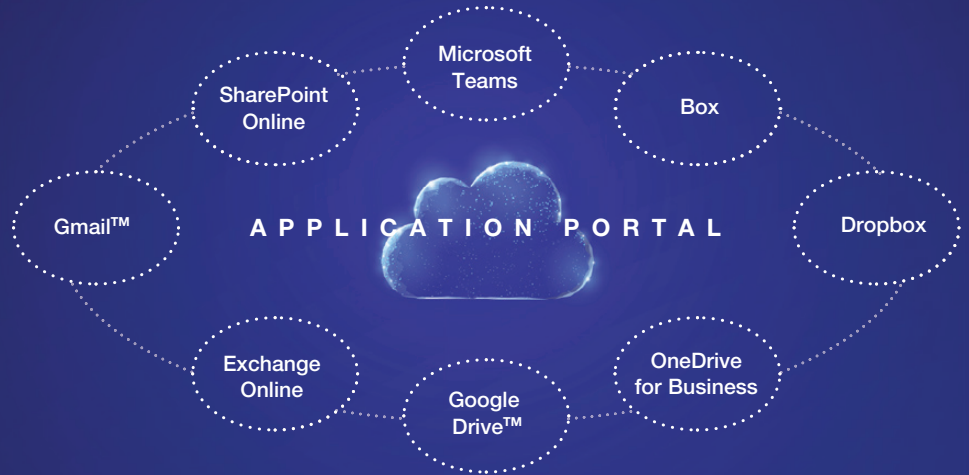 Microsoft
Teams
SharePoint
Online
Box
Gmail™
APPLICATION PORTAL
Dropbox
Exchange
Online
OneDrive
for Business
Google
Drive™